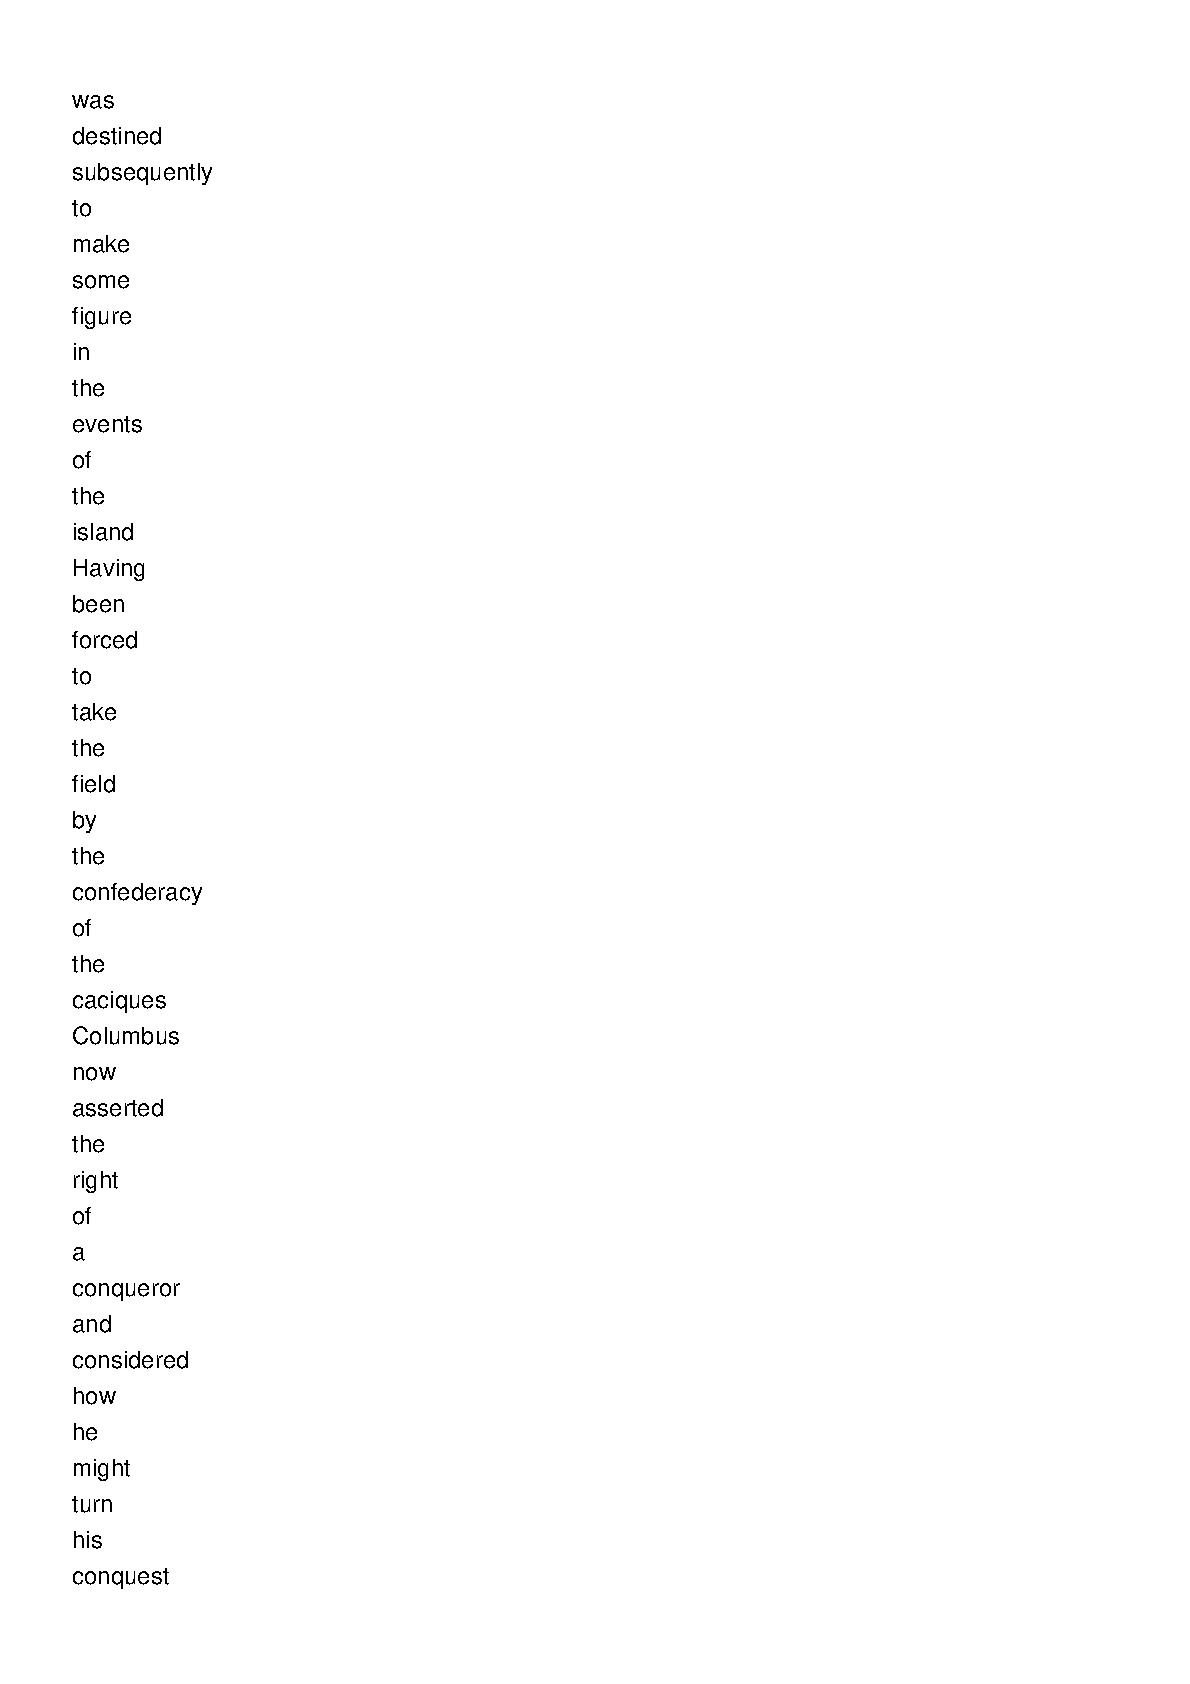 was
destined
subsequently
to
make
some
figure
in
the
events
of
the
island
Having
been
forced
to
take
the
field
by
the
confederacy
of
the
caciques
Columbus
now
asserted
the
right
of
a
conqueror
and
considered
how
he
might
turn
his
conquest